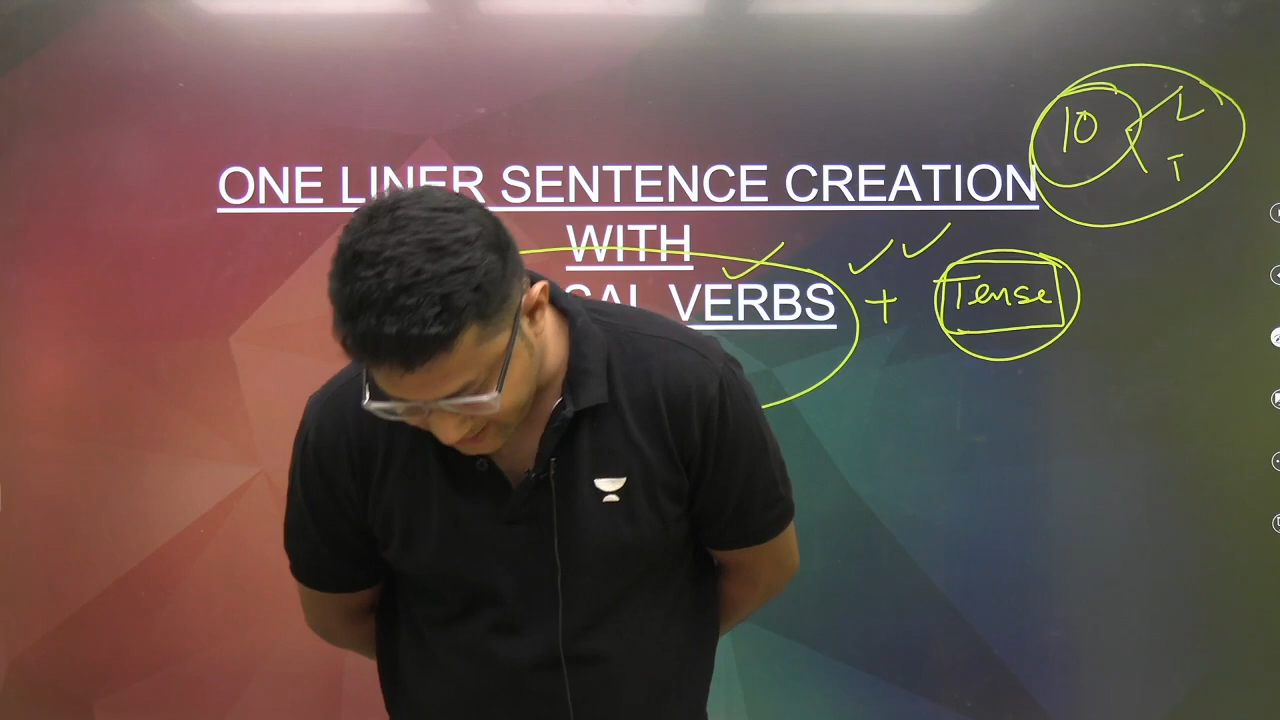 ONE LINER SENTENCE CREATION
WITH
VERBS + Tense
10 L
T